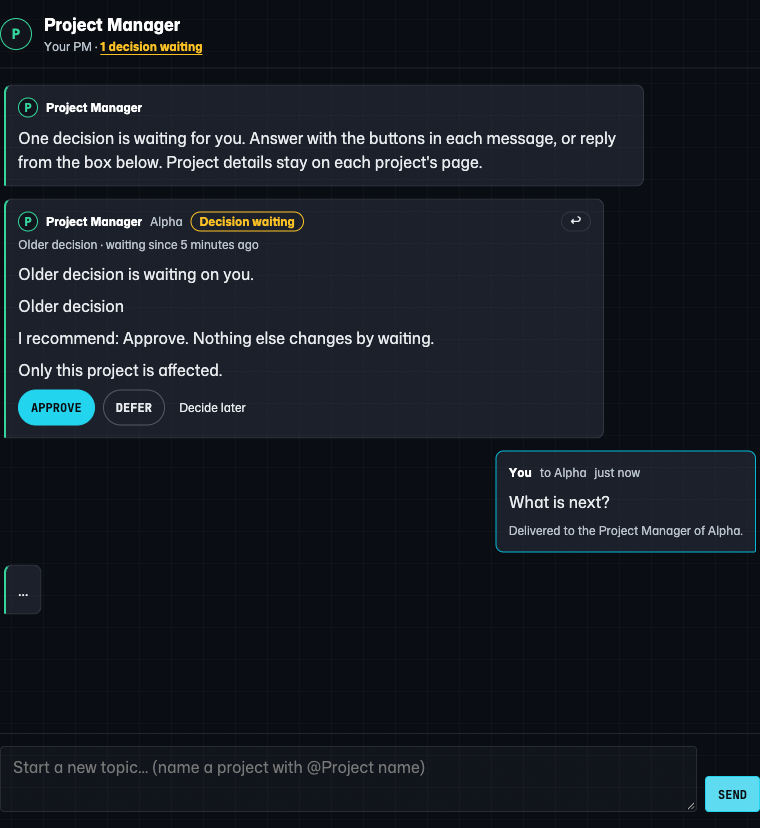 P
Project Manager
Your PM · 1 decision waiting
P Project Manager
One decision is waiting for you. Answer with the buttons in each message, or reply
from the box below. Project details stay on each project's page.
P Project Manager Alpha Decision waiting ↩
Older decision · waiting since 5 minutes ago
Older decision is waiting on you.
Older decision
I recommend: Approve. Nothing else changes by waiting.
Only this project is affected.
APPROVE DEFER Decide later
You to Alpha just now
What is next?
Delivered to the Project Manager of Alpha.
...
Start a new topic... (name a project with @Project name)
SEND